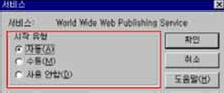 서비스
서비스: World Wide Web Publishing Service
시작 유형
자동(A)
수동(M)
사용 안함(D)
확인
취소
도움말(H)